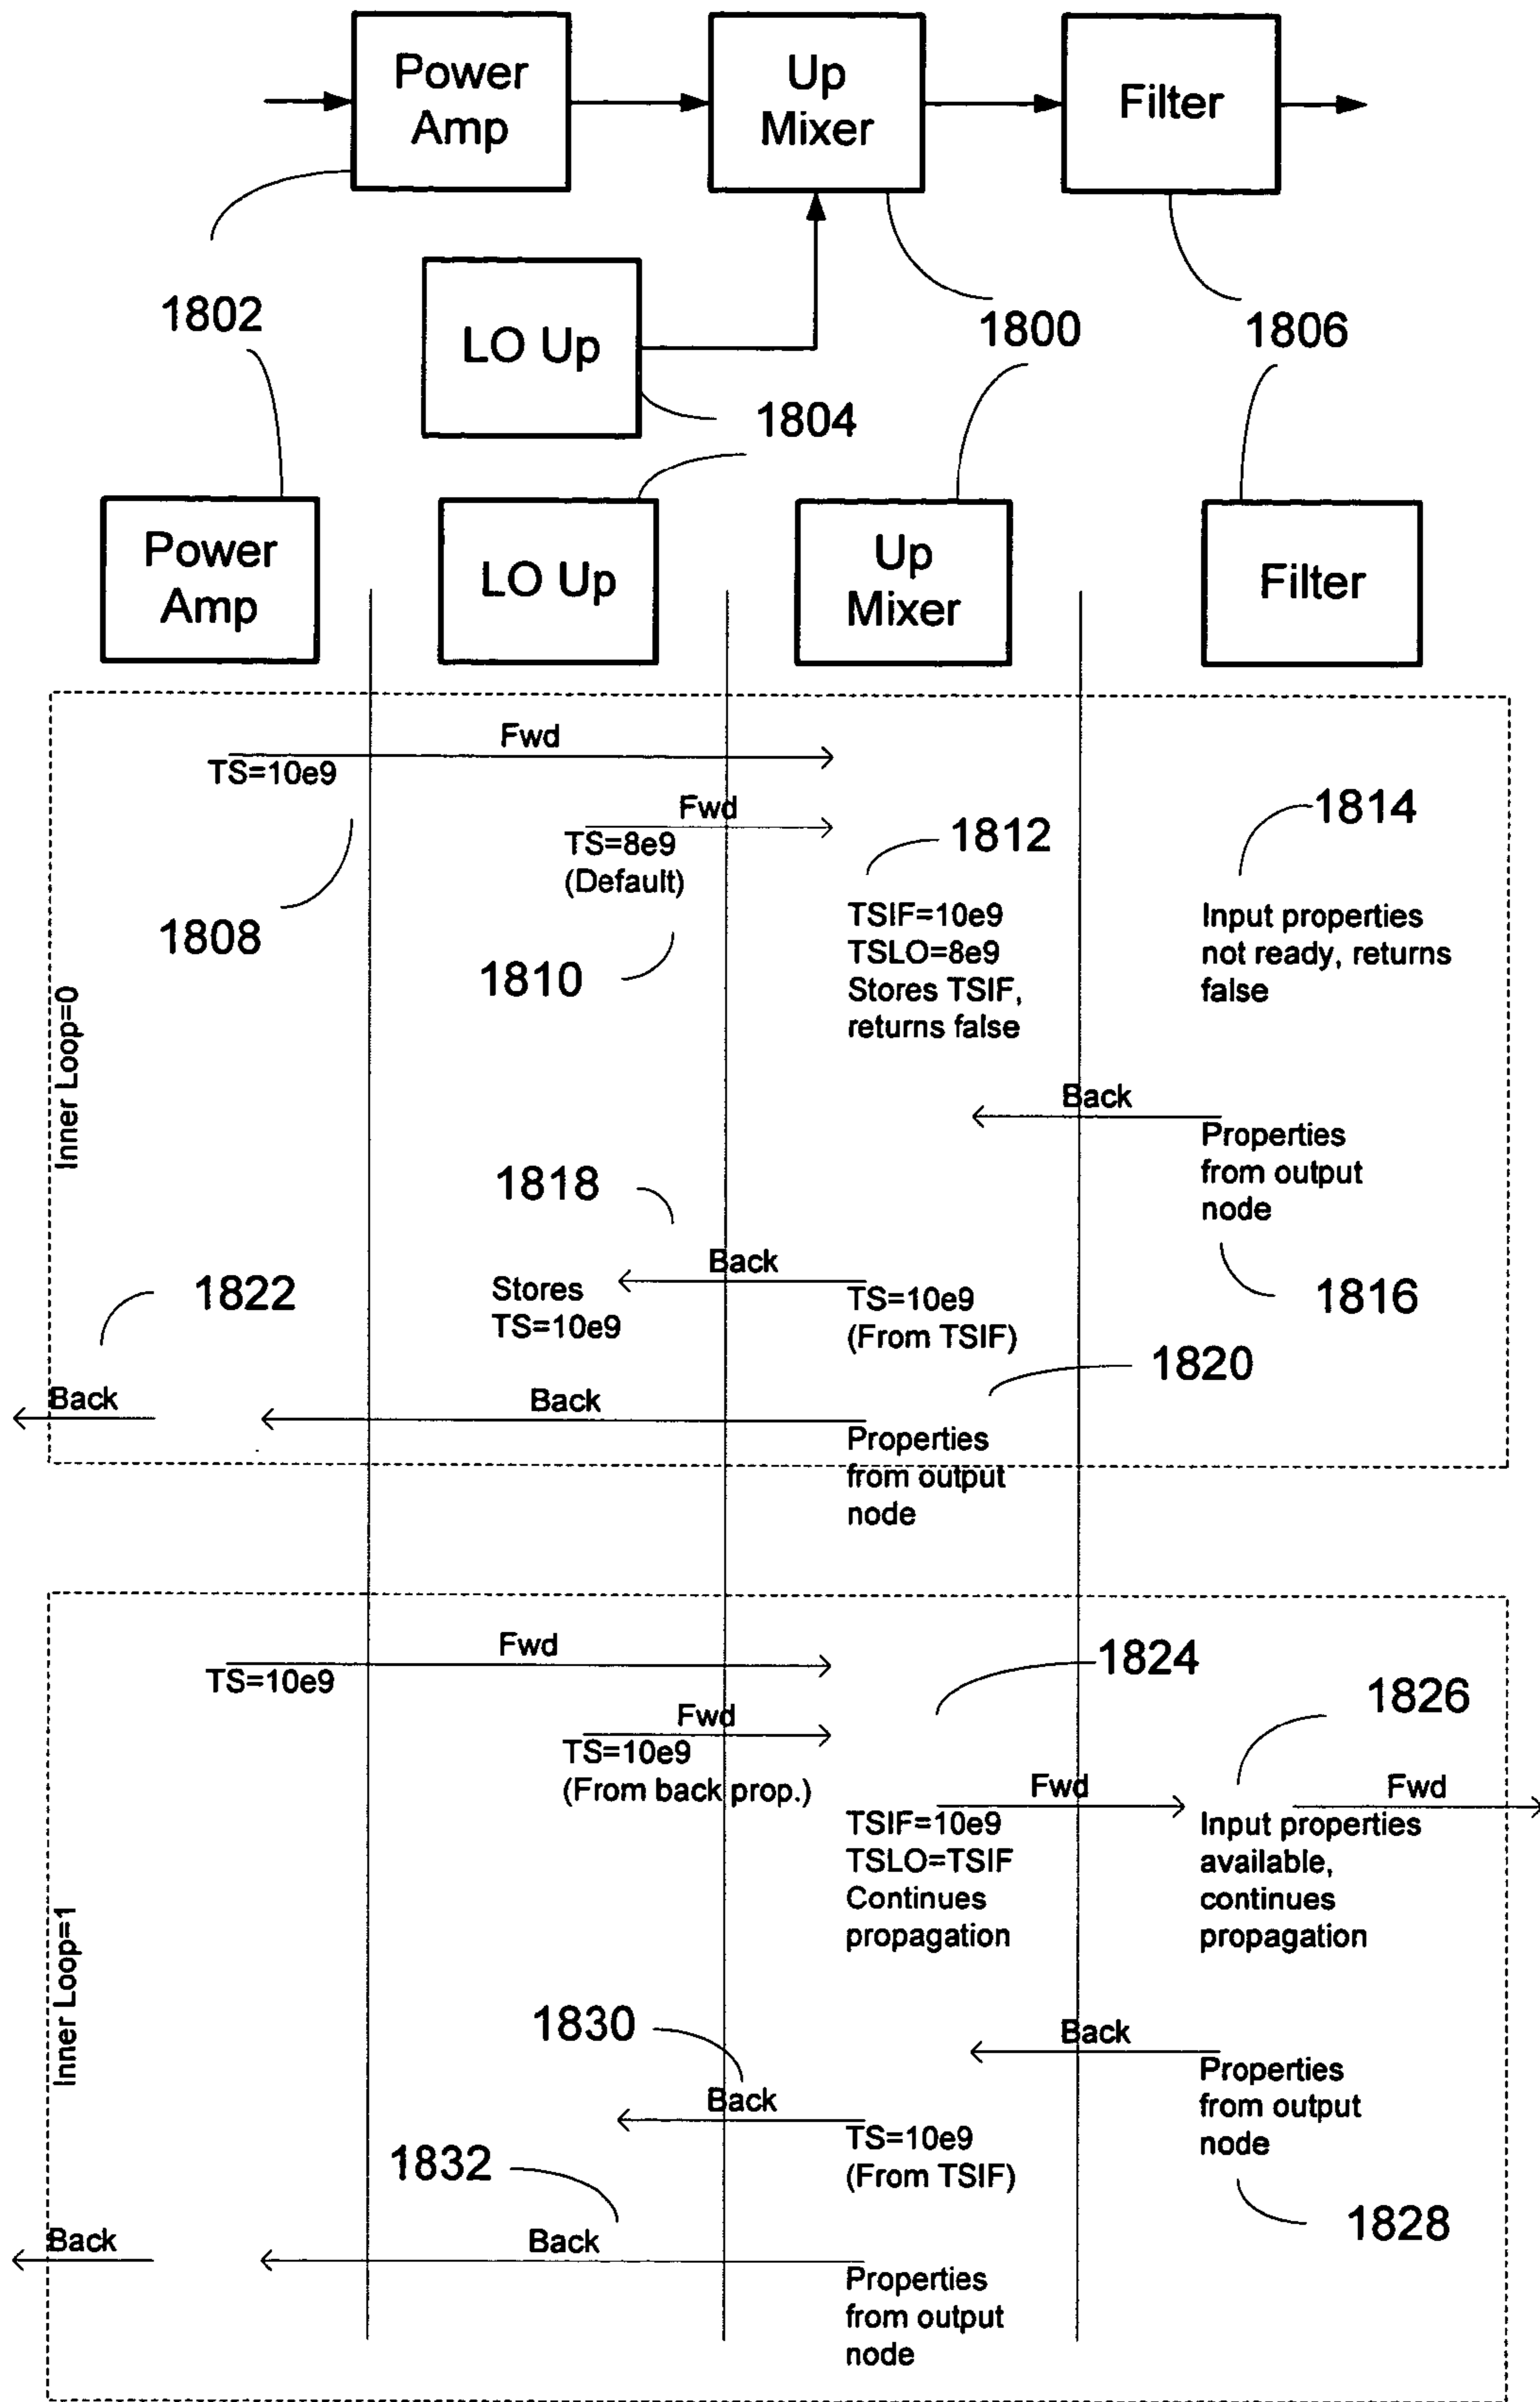 Power
Amp
Up
Mixer
Filter
LO Up
1802
1800
1806
1804
Power
Amp
LO Up
Up
Mixer
Filter
Inner Loop=0
Fwd
TS=10e9
Fwd
TS=8e9
(Default)
1808
1810
1812
TSIF=10e9
TSLO=8e9
Stores TSIF,
returns false
1814
Input properties
not ready, returns
false
Back
Properties
from output
node
1816
1818
Back
Stores
TS=10e9
TS=10e9
(From TSIF)
1822
1820
Back
Back
Properties
from output
node
Inner Loop=1
Fwd
TS=10e9
Fwd
TS=10e9
(From back prop.)
1824
1826
Fwd
Fwd
TSIF=10e9
TSLO=TSIF
Continues
propagation
Input properties
available,
continues
propagation
1830
Back
Properties
from output
node
Back
TS=10e9
(From TSIF)
1832
1828
Back
Back
Properties
from output
node